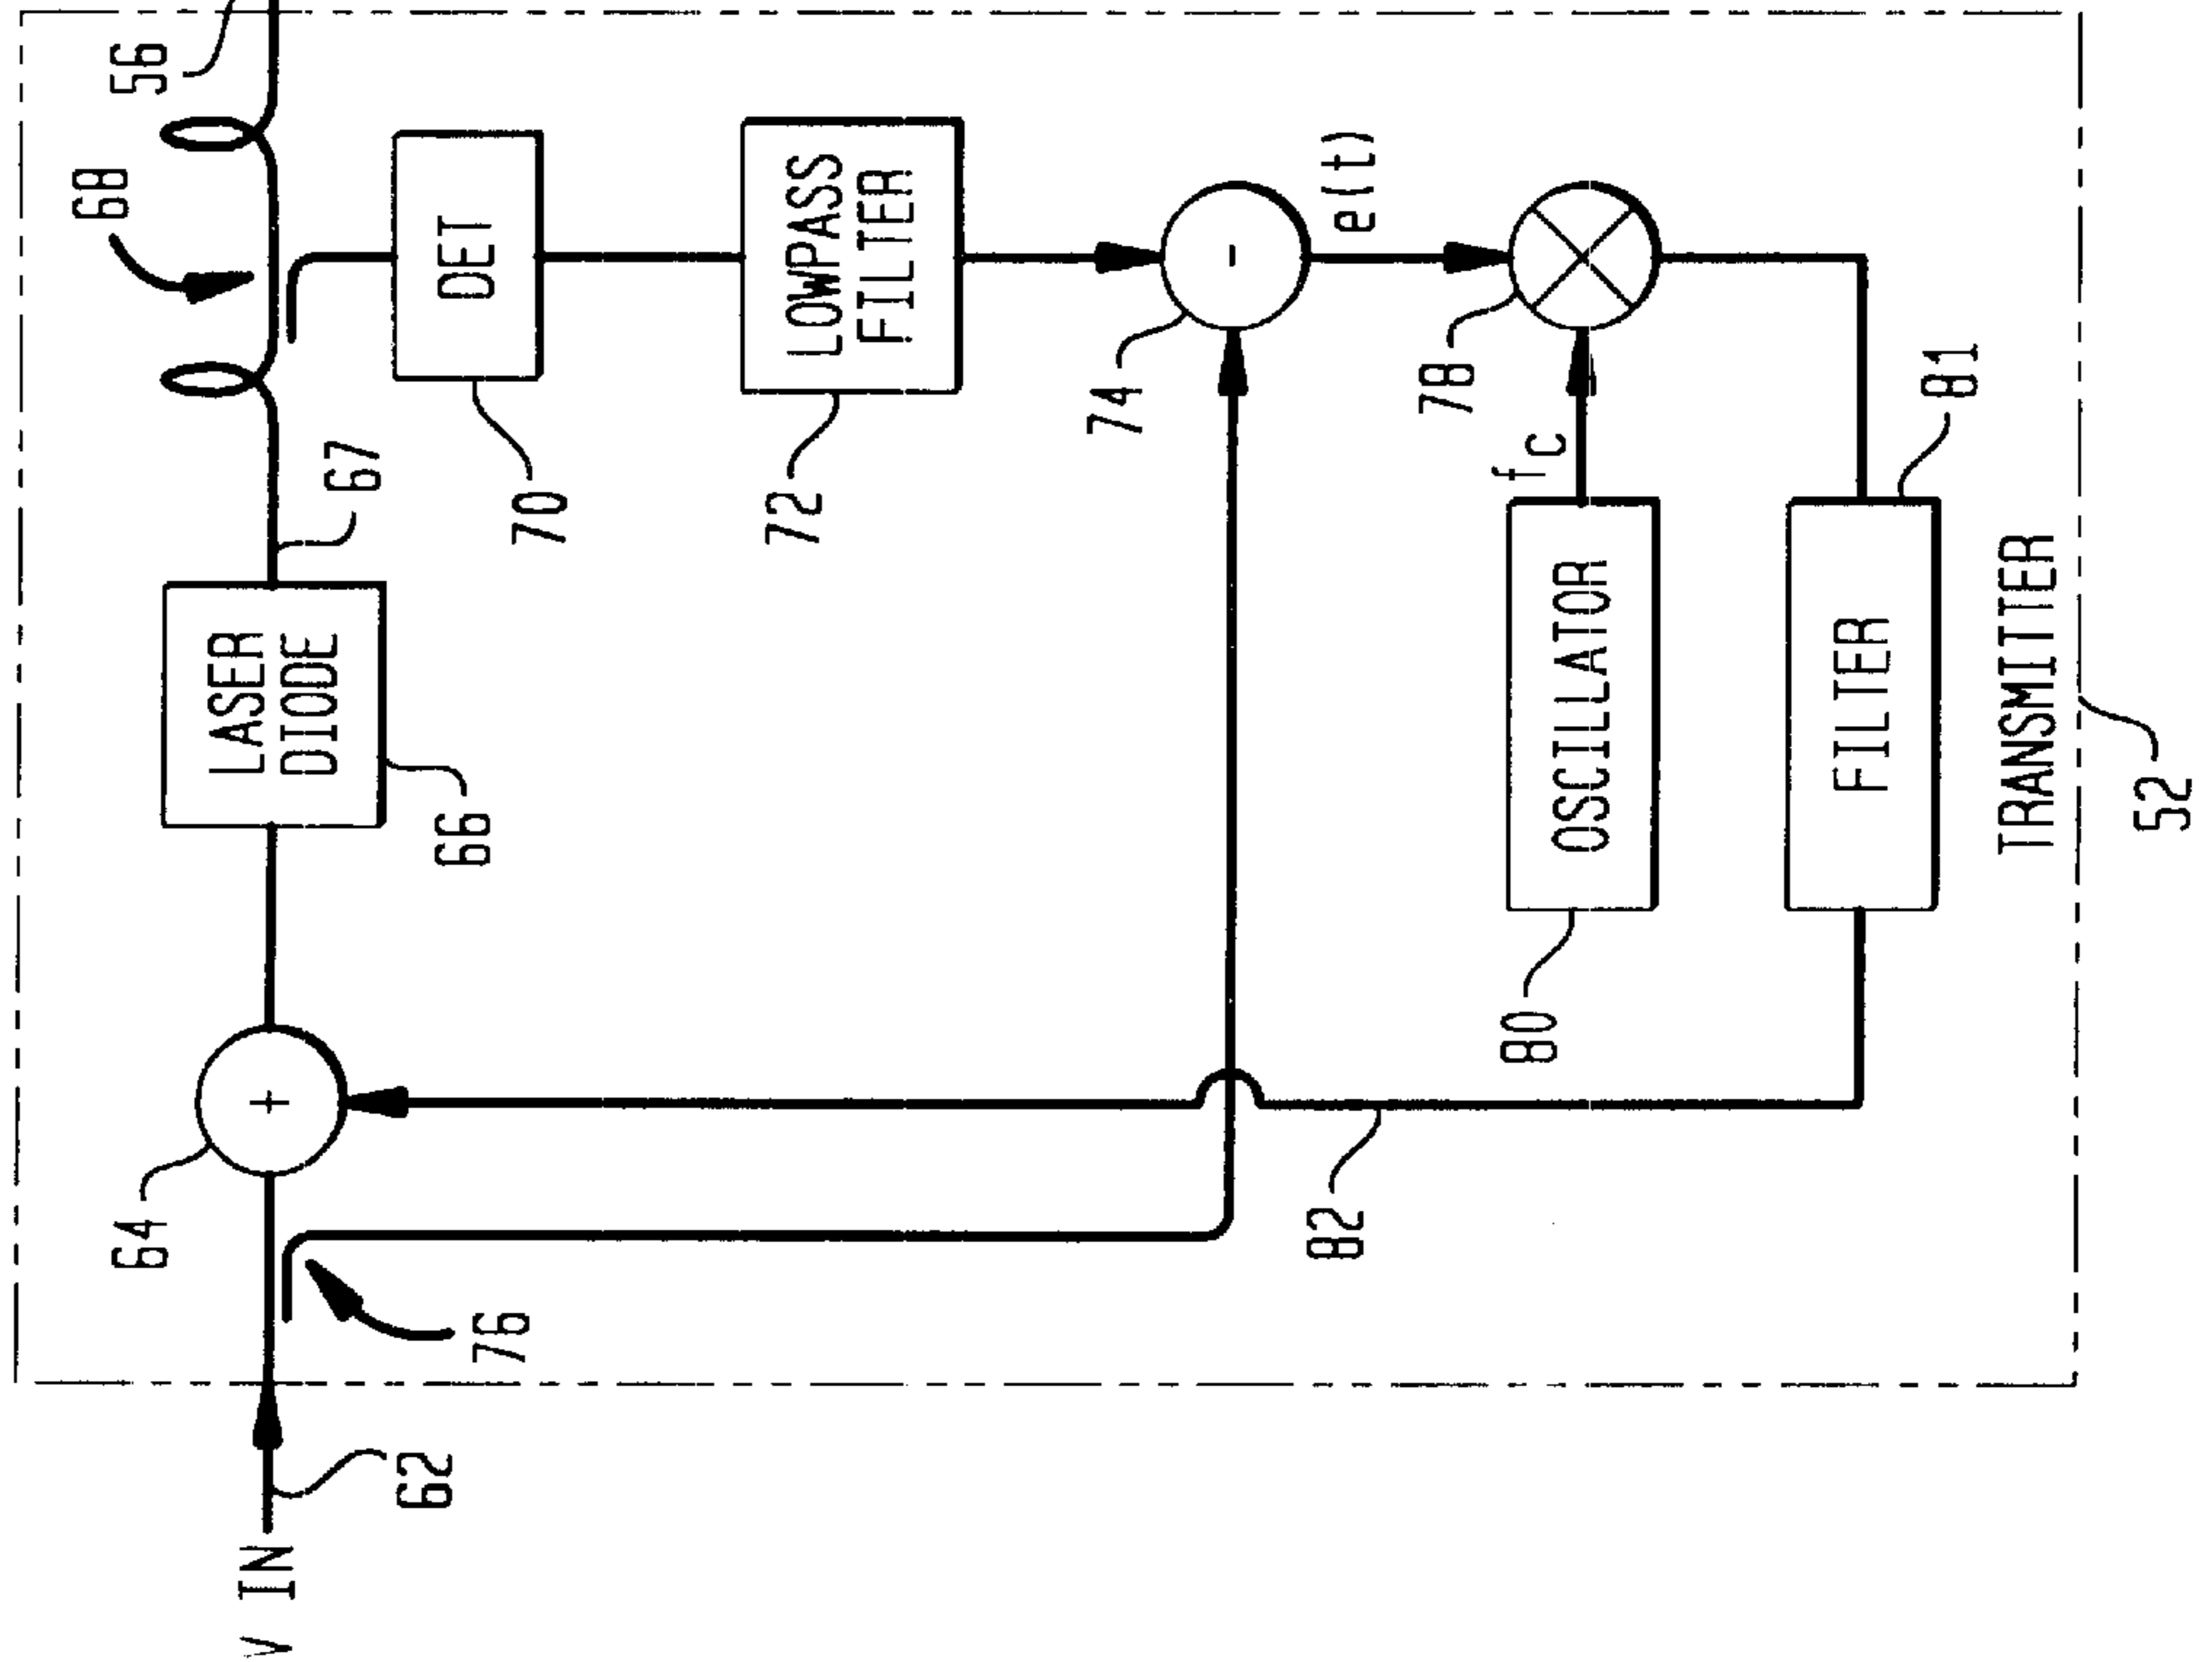 V IN
62
76
64
82
LASER
DIODE
66
67
68
56
DET
70
LOWPASS
FILTER
72
74
e(t)
78
fc
OSCILLATOR
80
FILTER
81
TRANSMITTER
52
+
-